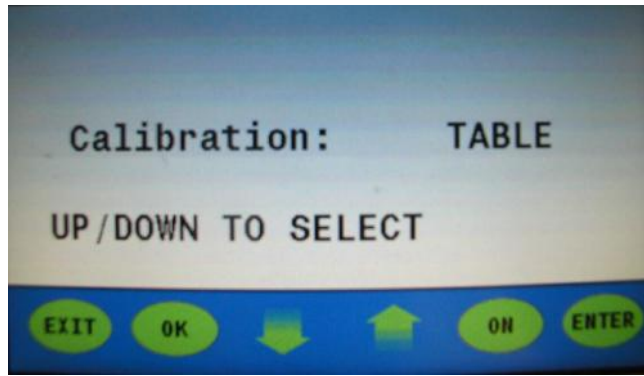 Calibration: TABLE
UP/DOWN TO SELECT
EXIT OK ON ENTER